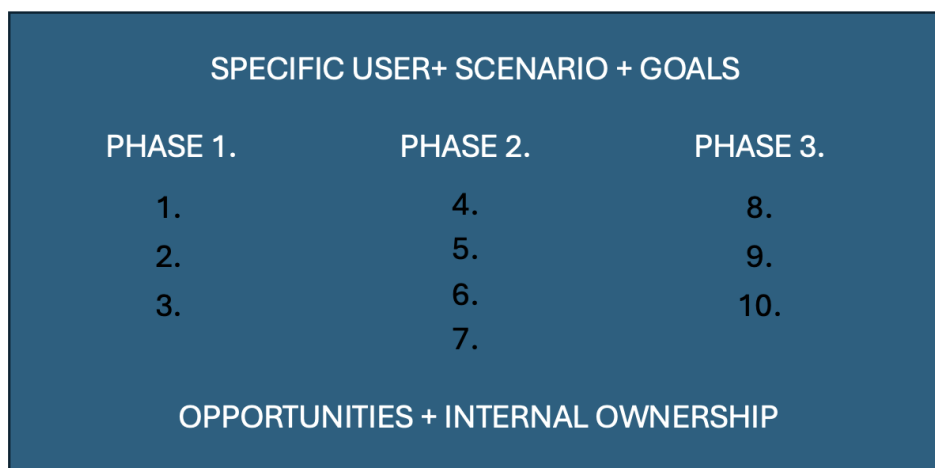 SPECIFIC USER+ SCENARIO + GOALS
PHASE 1.
1.
2.
3.
PHASE 2.
4.
5.
6.
7.
PHASE 3.
8.
9.
10.
OPPORTUNITIES + INTERNAL OWNERSHIP